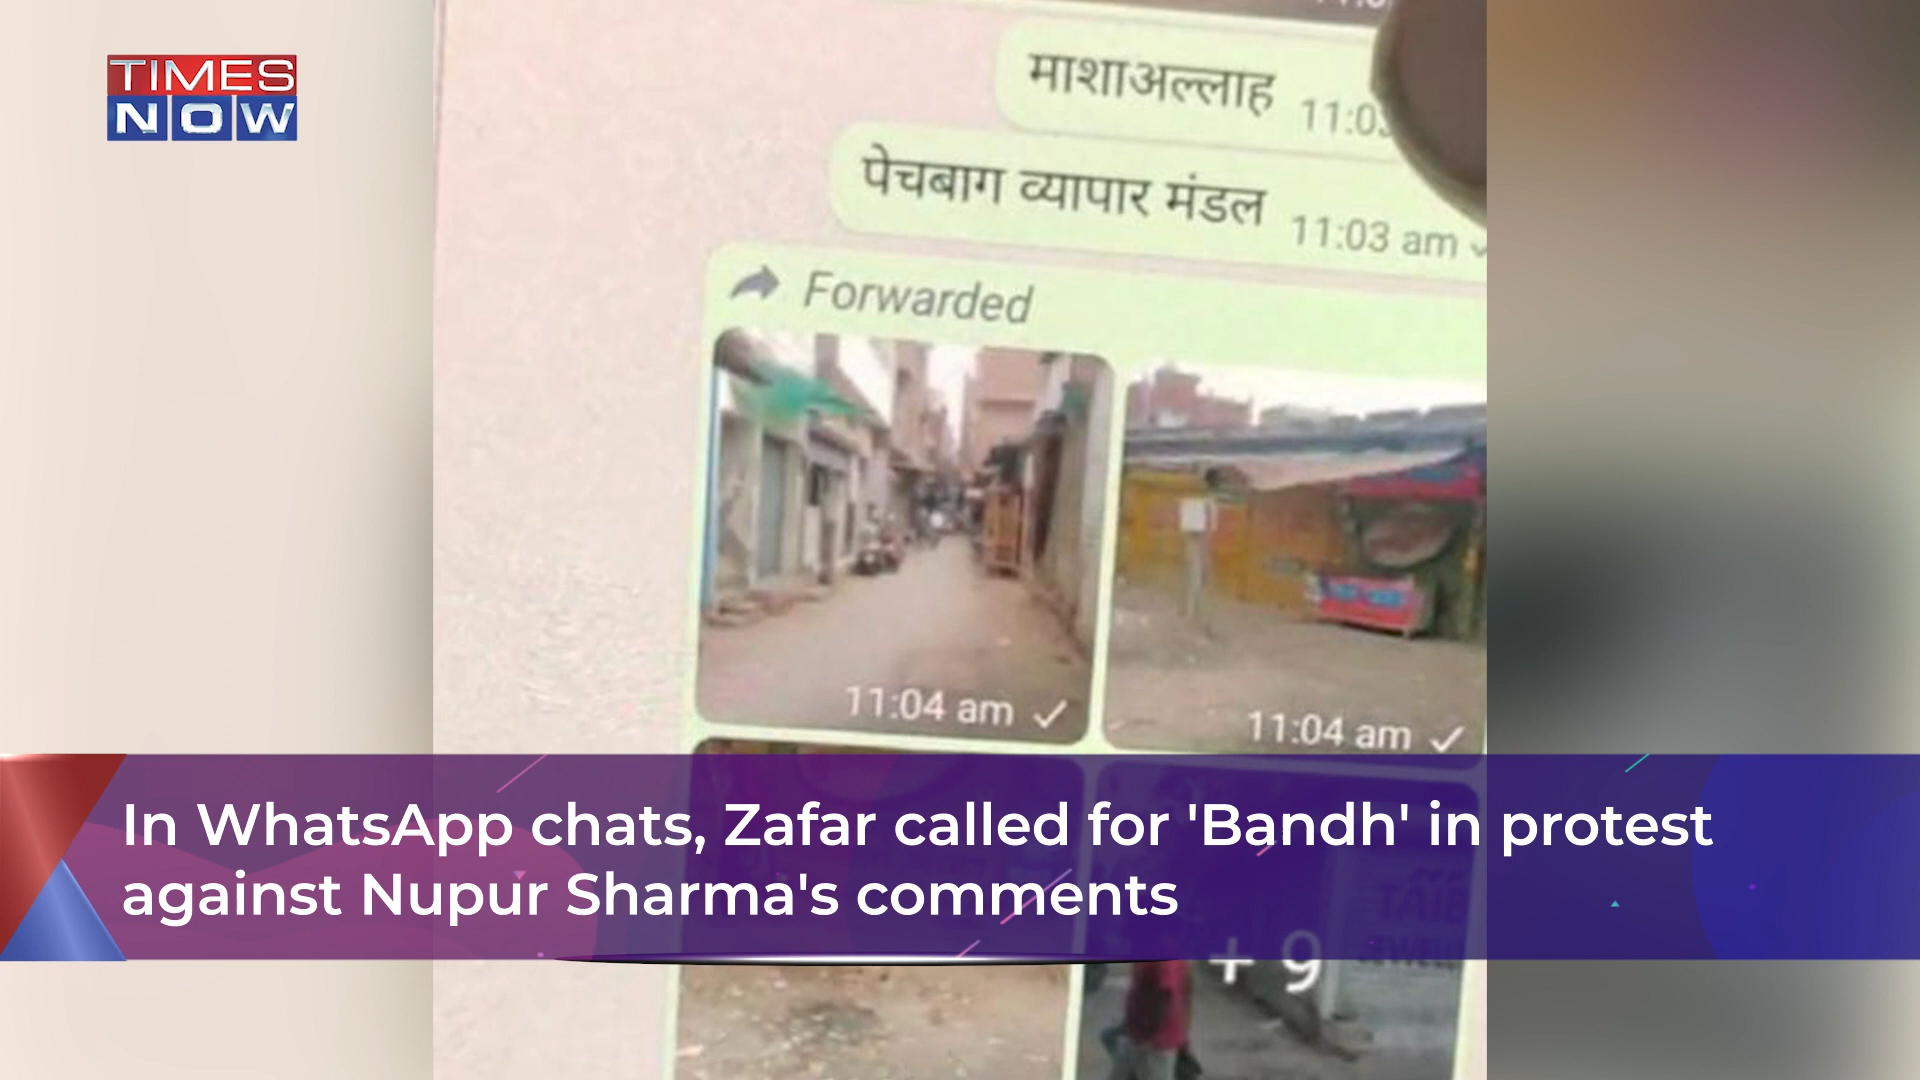 TIMES
NOW
माशाअल्लाह
पेचबाग व्यापार मंडल 11:03 am
Forwarded
11:04 am
11:04 am
In WhatsApp chats, Zafar called for 'Bandh' in protest
against Nupur Sharma's comments
+ 9